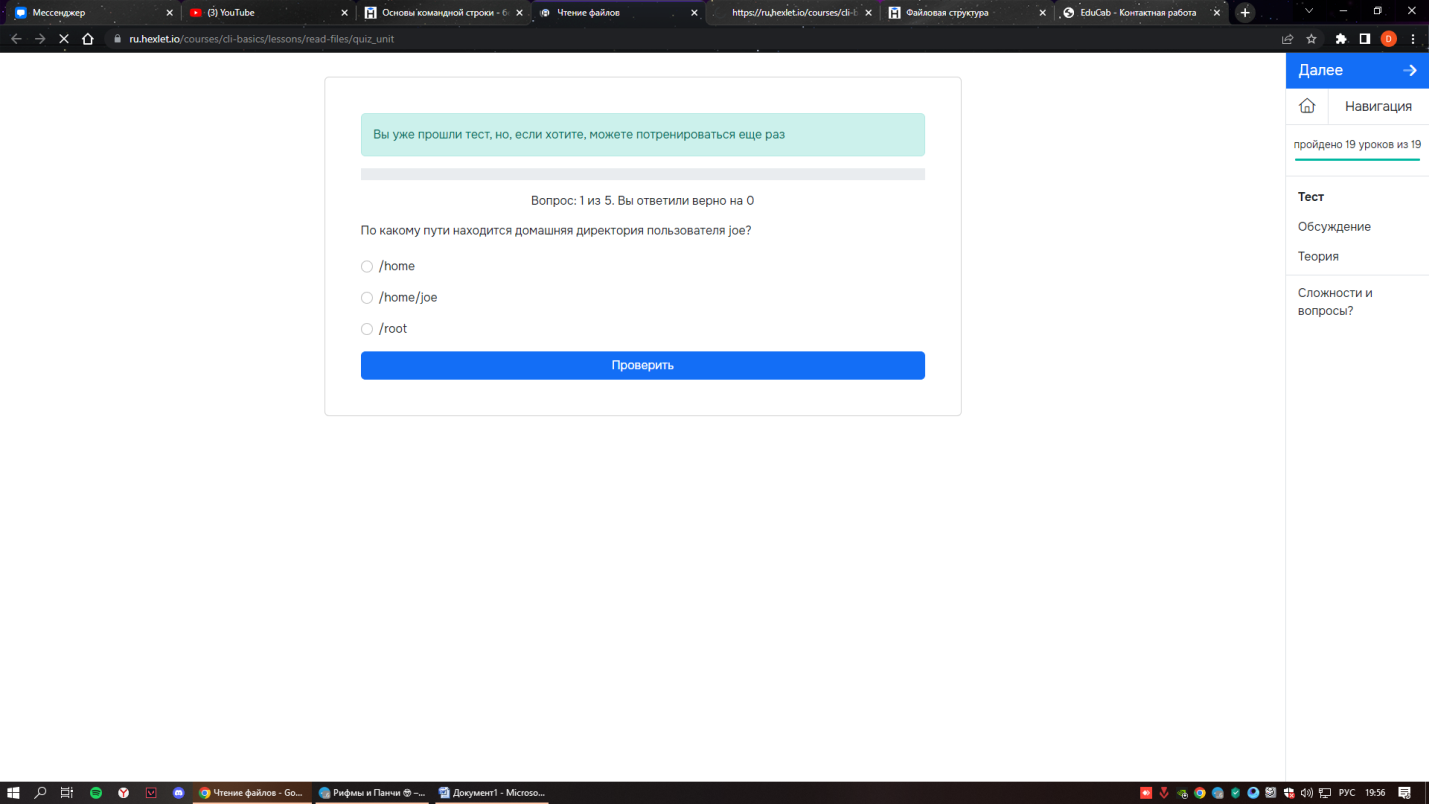 Мессенджер
(3) YouTube
Основы командной строки - б
Чтение файлов
https://ru.hexlet.io/courses/cli-b
Файловая структура
EduCab - Контактная работа
ru.hexlet.io/courses/cli-basics/lessons/read-files/quiz_unit
D
Далее
Навигация
пройдено 19 уроков из 19
Тест
Обсуждение
Теория
Сложности и
вопросы?
Вы уже прошли тест, но, если хотите, можете потренироваться еще раз
Вопрос: 1 из 5. Вы ответили верно на 0
По какому пути находится домашняя директория пользователя joe?
/home
/home/joe
/root
Проверить
Чтение файлов - Go...
Рифмы и Панчи 😎 –...
Документ1 - Microso...
РУС
19:56